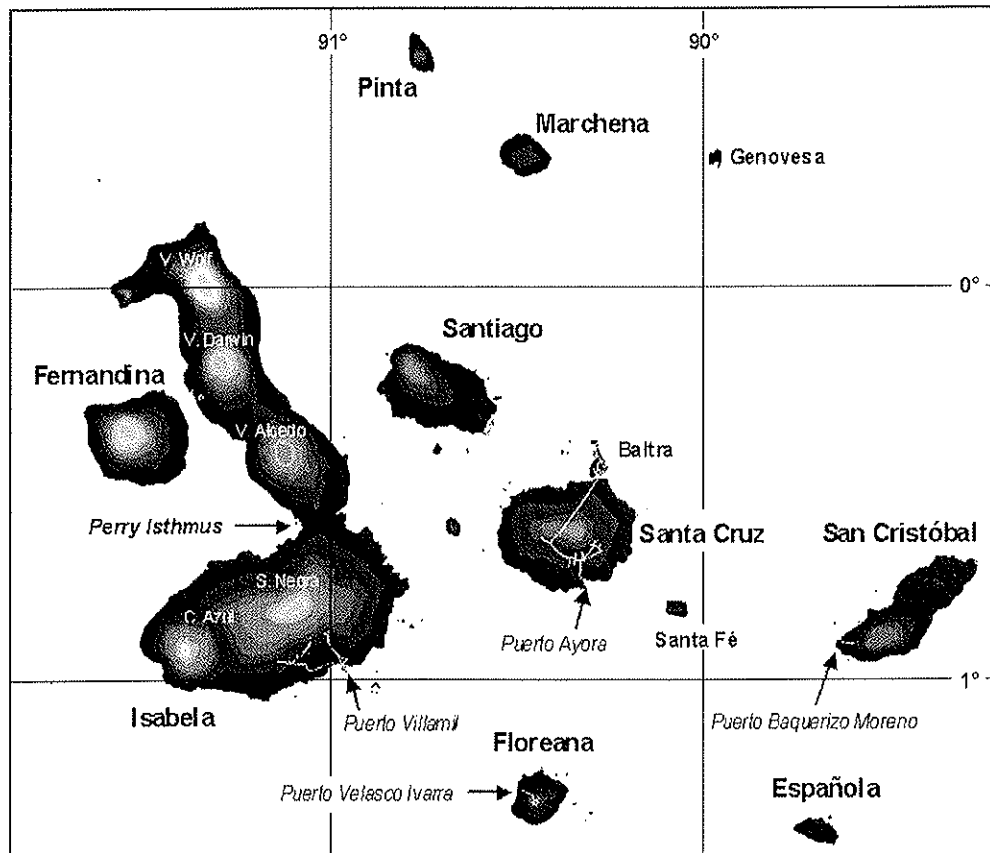 91°
90°
Pinta
Marchena
Genovesa
V. Wolf
0°
Santiago
V. Darwin
Fernandina
V. Alcedo
Baltra
Perry Isthmus
Santa Cruz
San Cristóbal
S. Negra
C. Azul
Puerto Ayora
Santa Fé
1°
Isabela
Puerto Villamil
Puerto Baquerizo Moreno
Floreana
Puerto Velasco Ivarra
Española